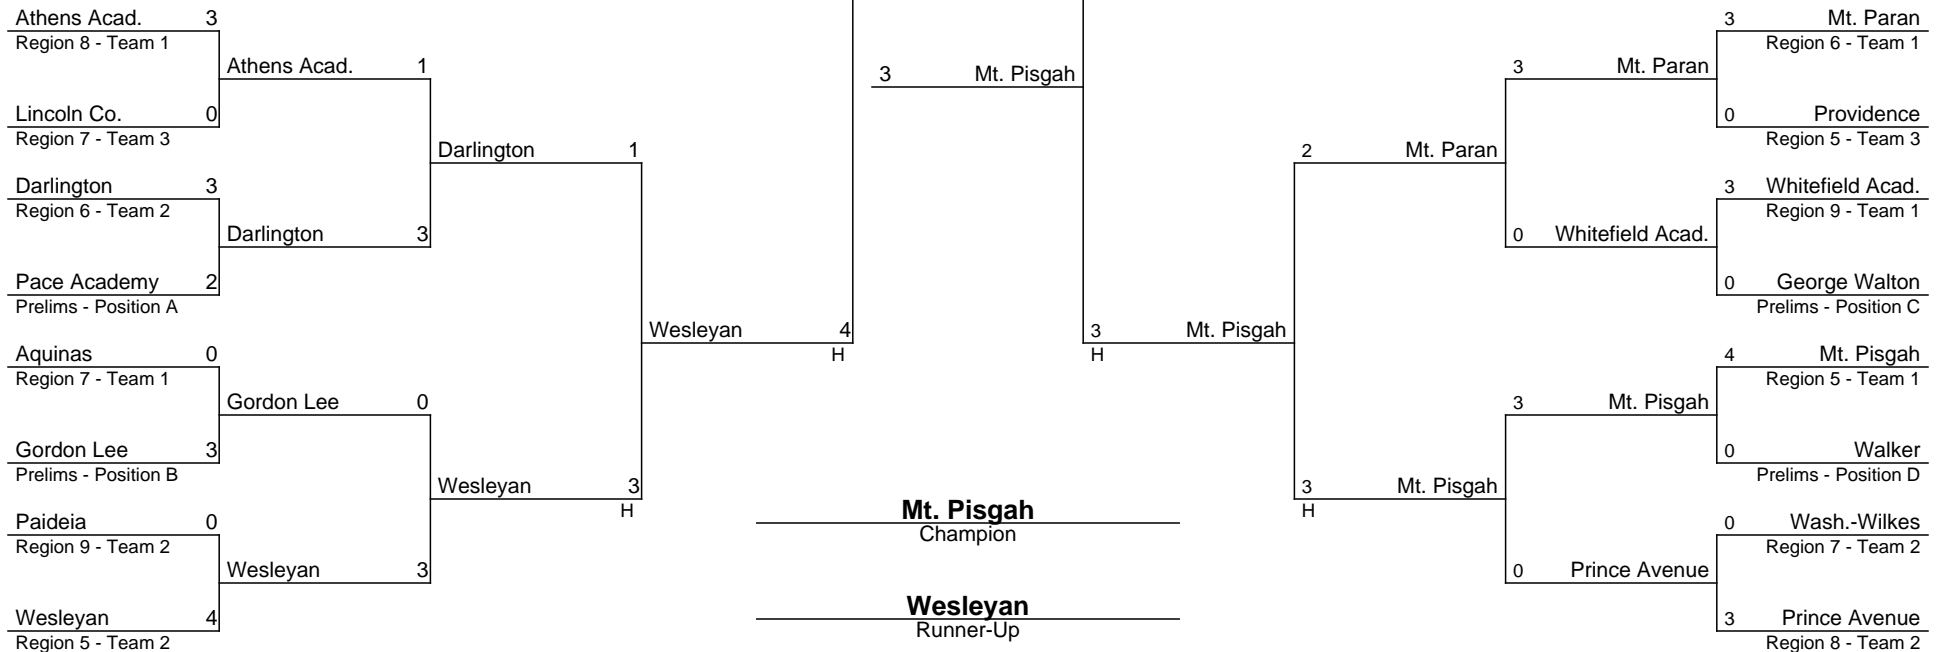 Athens Acad. 3
Region 8 - Team 1
Athens Acad. 1
Lincoln Co. 0
Region 7 - Team 3
Darlington 1
Darlington 3
Region 6 - Team 2
Darlington 3
Pace Academy 2
Prelims - Position A
Wesleyan 4
H
Aquinas 0
Region 7 - Team 1
Gordon Lee 0
Gordon Lee 3
Prelims - Position B
Wesleyan 3
H
Paideia 0
Region 9 - Team 2
Wesleyan 3
Wesleyan 4
Region 5 - Team 2
3 Mt. Pisgah
Mt. Pisgah
Champion
Wesleyan
Runner-Up
3 Mt. Paran
Region 6 - Team 1
3 Mt. Paran
0 Providence
Region 5 - Team 3
2 Mt. Paran
3 Whitefield Acad.
Region 9 - Team 1
0 Whitefield Acad.
0 George Walton
Prelims - Position C
3 Mt. Pisgah
H
4 Mt. Pisgah
Region 5 - Team 1
3 Mt. Pisgah
0 Walker
Prelims - Position D
3 Mt. Pisgah
H
0 Wash.-Wilkes
Region 7 - Team 2
0 Prince Avenue
3 Prince Avenue
Region 8 - Team 2